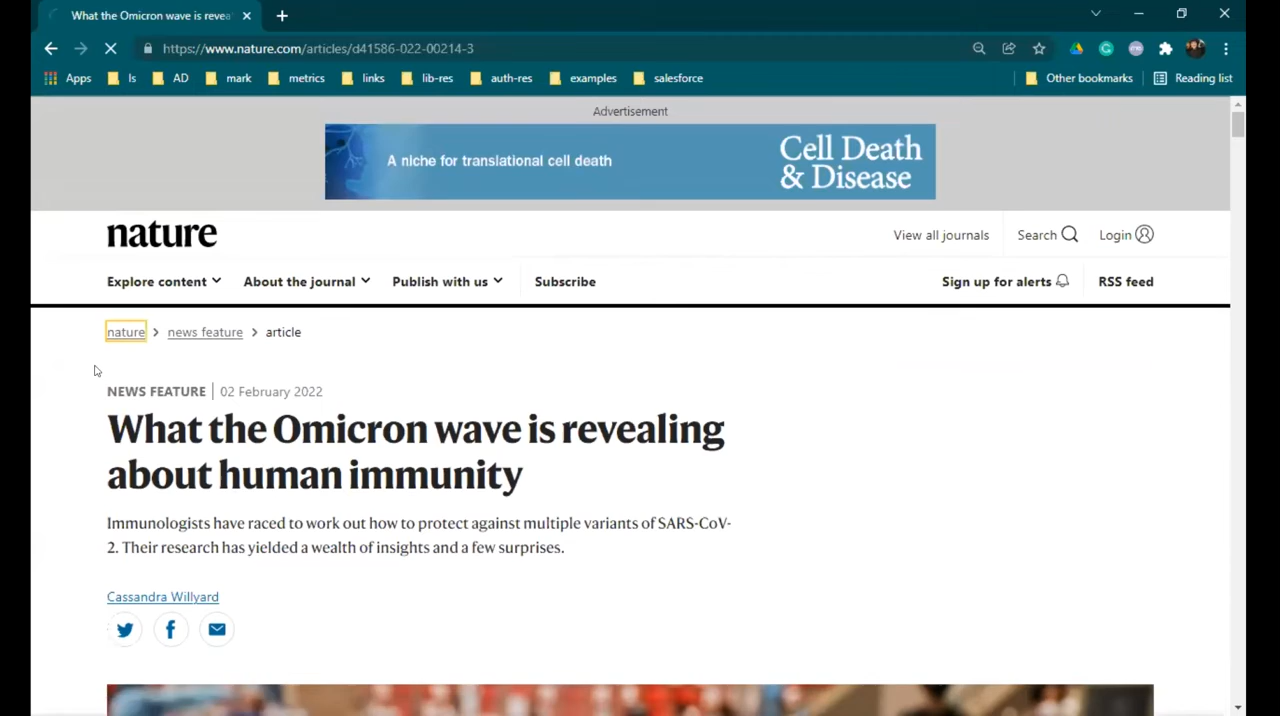 What the Omicron wave is revea
https://www.nature.com/articles/d41586-022-00214-3
Apps ls AD mark metrics links lib-res auth-res examples salesforce Other bookmarks Reading list
Advertisement
A niche for translational cell death
Cell Death
& Disease
nature
View all journals Search Login
Explore content About the journal Publish with us Subscribe Sign up for alerts RSS feed
nature > news feature > article
NEWS FEATURE | 02 February 2022
What the Omicron wave is revealing
about human immunity
Immunologists have raced to work out how to protect against multiple variants of SARS-CoV-
2. Their research has yielded a wealth of insights and a few surprises.
Cassandra Willyard